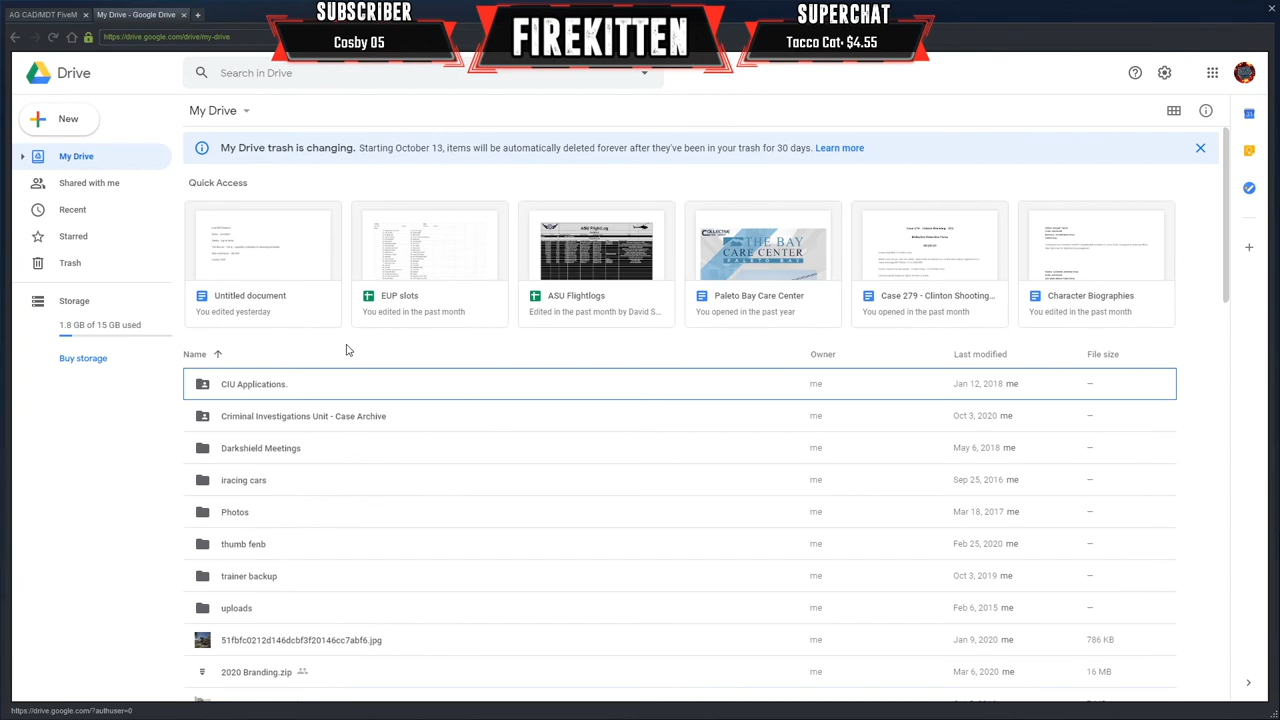 AG CAD/MDT FiveM
My Drive - Google Drive
https://drive.google.com/drive/my-drive
SUBSCRIBER
Cosby 05
FIREKITTEN
SUPERCHAT
Tacca Cat: $4.55
Drive
Search in Drive
New
My Drive
My Drive
Shared with me
Recent
Starred
Trash
Storage
1.8 GB of 15 GB used
Buy storage
My Drive trash is changing. Starting October 13, items will be automatically deleted forever after they've been in your trash for 30 days. Learn more
Quick Access
ASU FlightLog
COLLECTIVE
THE BAY
CARE CENTER
PALETO BAY
Untitled document
You edited yesterday
EUP slots
You edited in the past month
ASU Flightlogs
Edited in the past month by David S...
Paleto Bay Care Center
You opened in the past year
Case 279 - Clinton Shooting...
You opened in the past month
Character Biographies
You edited in the past month
Name Owner Last modified File size
CIU Applications. me Jan 12, 2018 me –
Criminal Investigations Unit - Case Archive me Oct 3, 2020 me –
Darkshield Meetings me May 6, 2018 me –
iracing cars me Sep 25, 2016 me –
Photos me Mar 18, 2017 me –
thumb fenb me Feb 25, 2020 me –
trainer backup me Oct 3, 2019 me –
uploads me Feb 6, 2015 me –
51fbfc0212d146dcbf3f20146cc7abf6.jpg me Jan 9, 2020 me 786 KB
2020 Branding.zip me Mar 6, 2020 me 16 MB
https://drive.google.com/?authuser=0